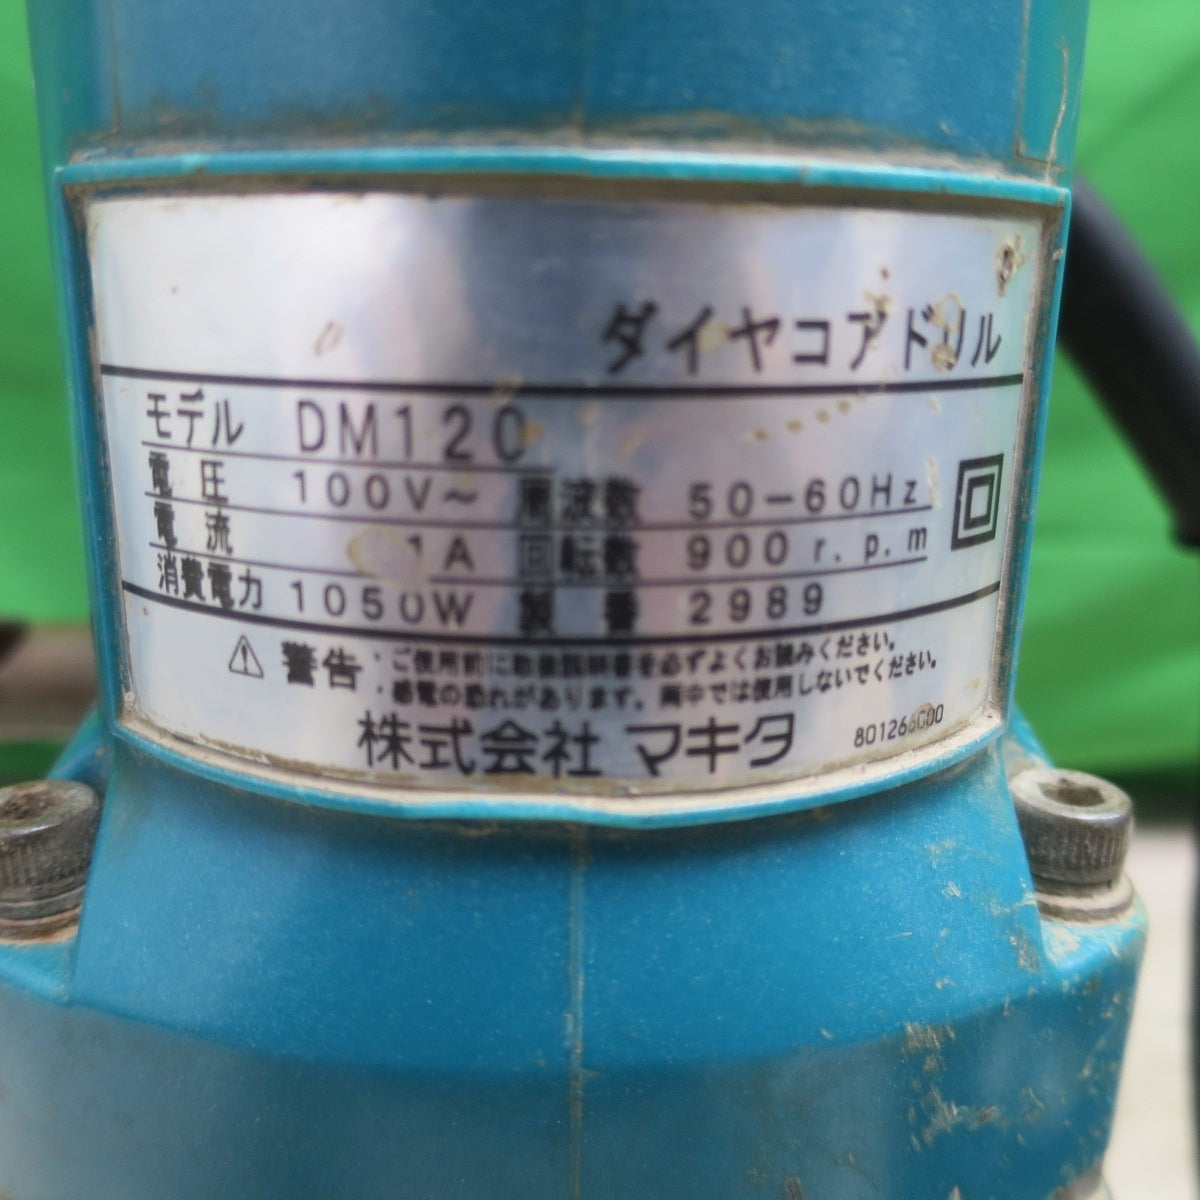 ダイヤコアドリル
モデル DM120
電圧 100V～ 周波数 50-60Hz
電流 1A 回転数 900 r.p.m
消費電力 1050W 製番 2989
⚠ 警告 ・ご使用前に取扱説明書を必ずよくお読みください。
・感電の恐れがあります。雨中では使用しないでください。
株式会社 マキタ